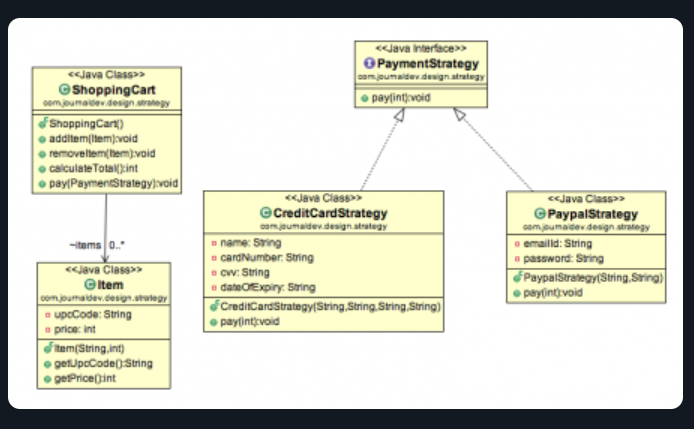 <<Java Class>>
ShoppingCart
com.journaldev.design.strategy
ShoppingCart()
addItem(Item):void
removeItem(Item):void
calculateTotal():int
pay(PaymentStrategy):void
~items 0..*
<<Java Class>>
Item
com.journaldev.design.strategy
upcCode: String
price: int
Item(String,int)
getUpcCode():String
getPrice():int
<<Java Interface>>
PaymentStrategy
com.journaldev.design.strategy
pay(int):void
<<Java Class>>
CreditCardStrategy
com.journaldev.design.strategy
name: String
cardNumber: String
cvv: String
dateOfExpiry: String
CreditCardStrategy(String,String,String,String)
pay(int):void
<<Java Class>>
PaypalStrategy
com.journaldev.design.strategy
emailId: String
password: String
PaypalStrategy(String,String)
pay(int):void